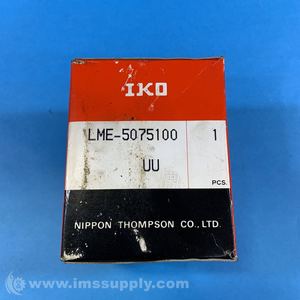 IKO
LME-5075100 1
UU
PCS.
NIPPON THOMPSON CO., LTD.
© www.imssupply.com